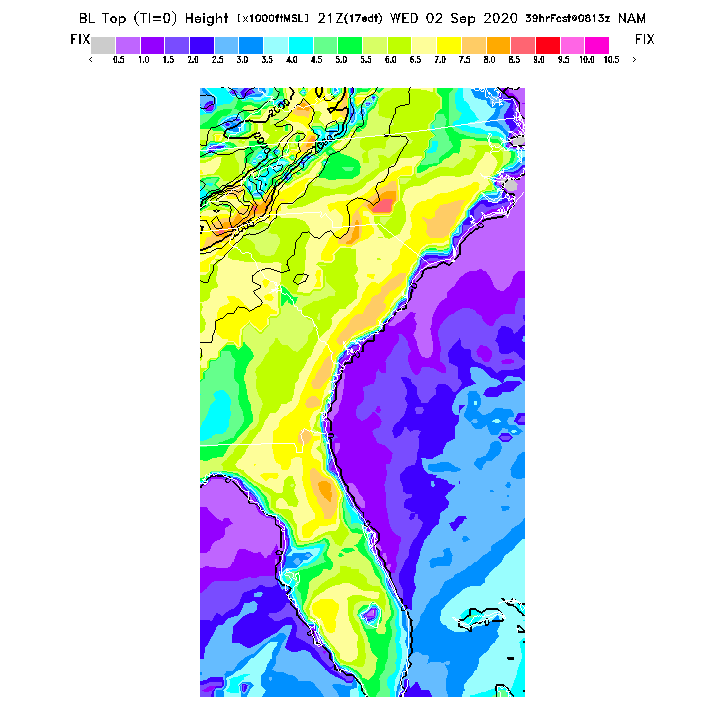 BL Top (TI=0) Height [x1000ftMSL] 21Z(17edt) WED 02 Sep 2020 39hrFcst@0813z NAM
FIX FIX
< 0.5 1.0 1.5 2.0 2.5 3.0 3.5 4.0 4.5 5.0 5.5 6.0 6.5 7.0 7.5 8.0 8.5 9.0 9.5 10.0 10.5 >
2000
2000